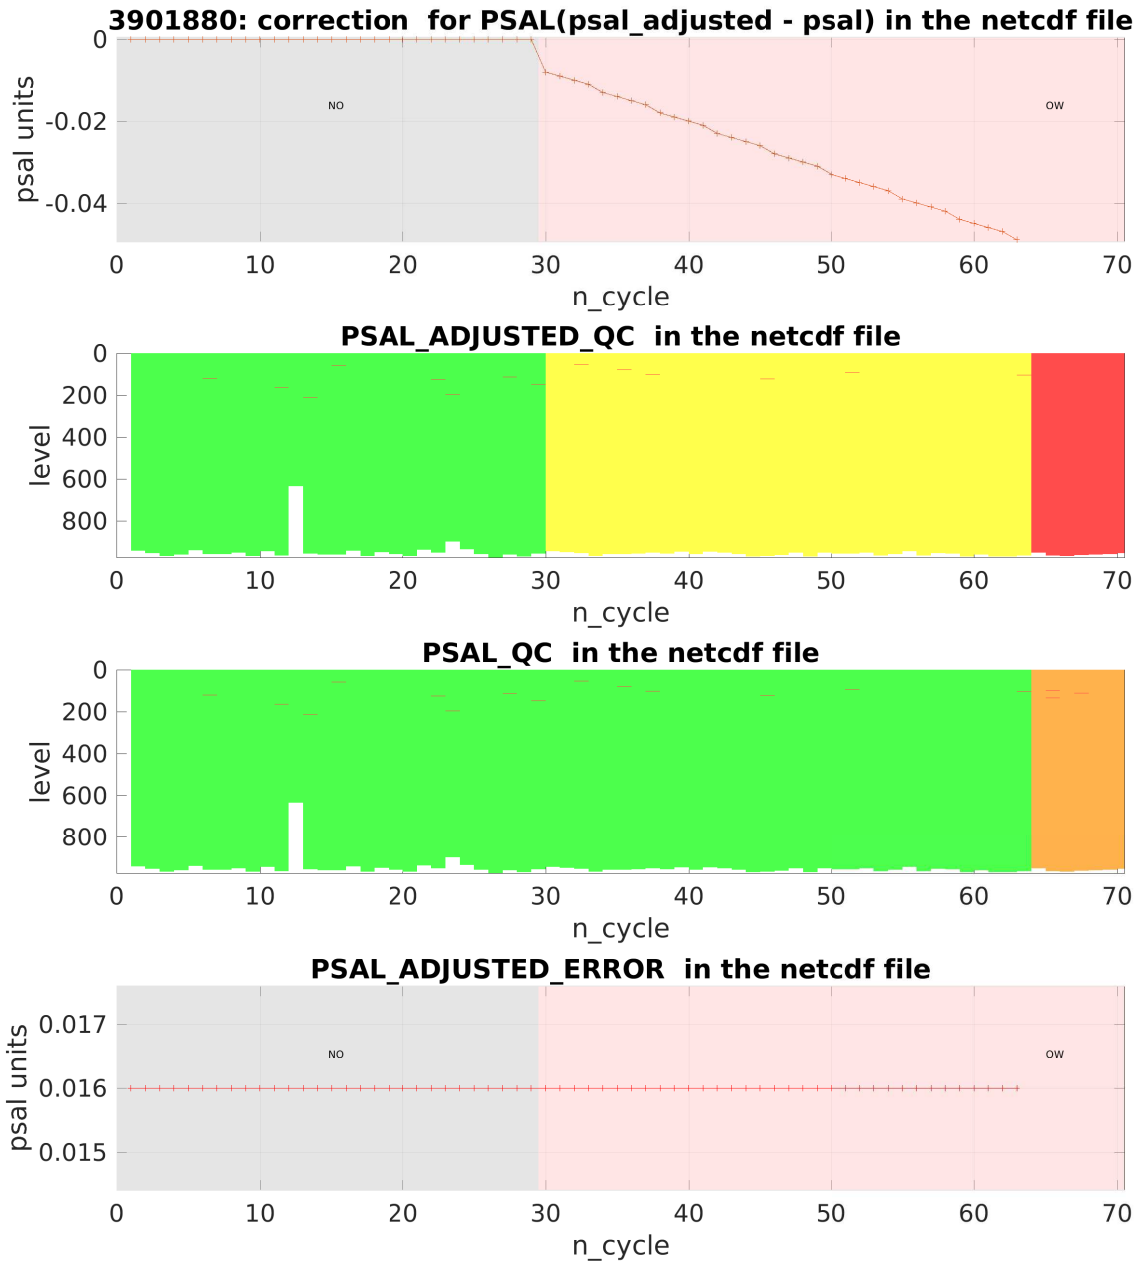 3901880: correction  for PSAL(psal_adjusted - psal) in the netcdf file
psal units
0
-0.02
-0.04
NO
OW
0 10 20 30 40 50 60 70
n_cycle
PSAL_ADJUSTED_QC  in the netcdf file
level
0
200
400
600
800
0 10 20 30 40 50 60 70
n_cycle
PSAL_QC  in the netcdf file
level
0
200
400
600
800
0 10 20 30 40 50 60 70
n_cycle
PSAL_ADJUSTED_ERROR  in the netcdf file
psal units
0.017
0.016
0.015
NO
OW
0 10 20 30 40 50 60 70
n_cycle